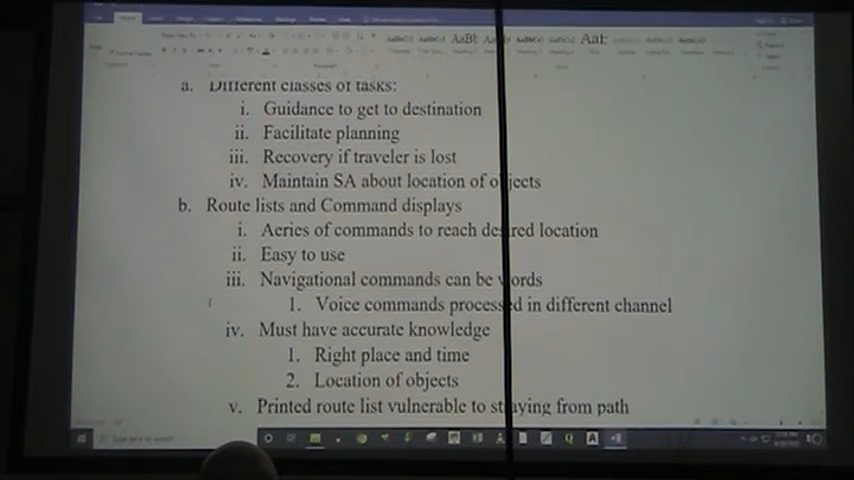 a. Different classes of tasks:
i. Guidance to get to destination
ii. Facilitate planning
iii. Recovery if traveler is lost
iv. Maintain SA about location of objects
b. Route lists and Command displays
i. Aeries of commands to reach desired location
ii. Easy to use
iii. Navigational commands can be words
1. Voice commands processed in different channel
iv. Must have accurate knowledge
1. Right place and time
2. Location of objects
v. Printed route list vulnerable to straying from path
Type here to search